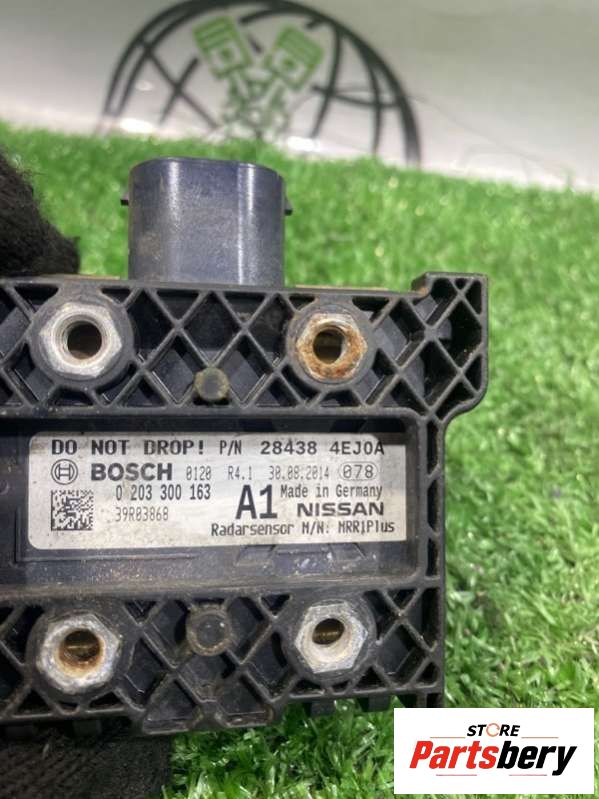 DO NOT DROP! P/N 28438 4EJ0A
BOSCH 0120 R4.1 30.08.2014 078
0 203 300 163 A1 Made in Germany
39R03868 NISSAN
Radarsensor M/N: MRR1Plus
STORE
Partsbery